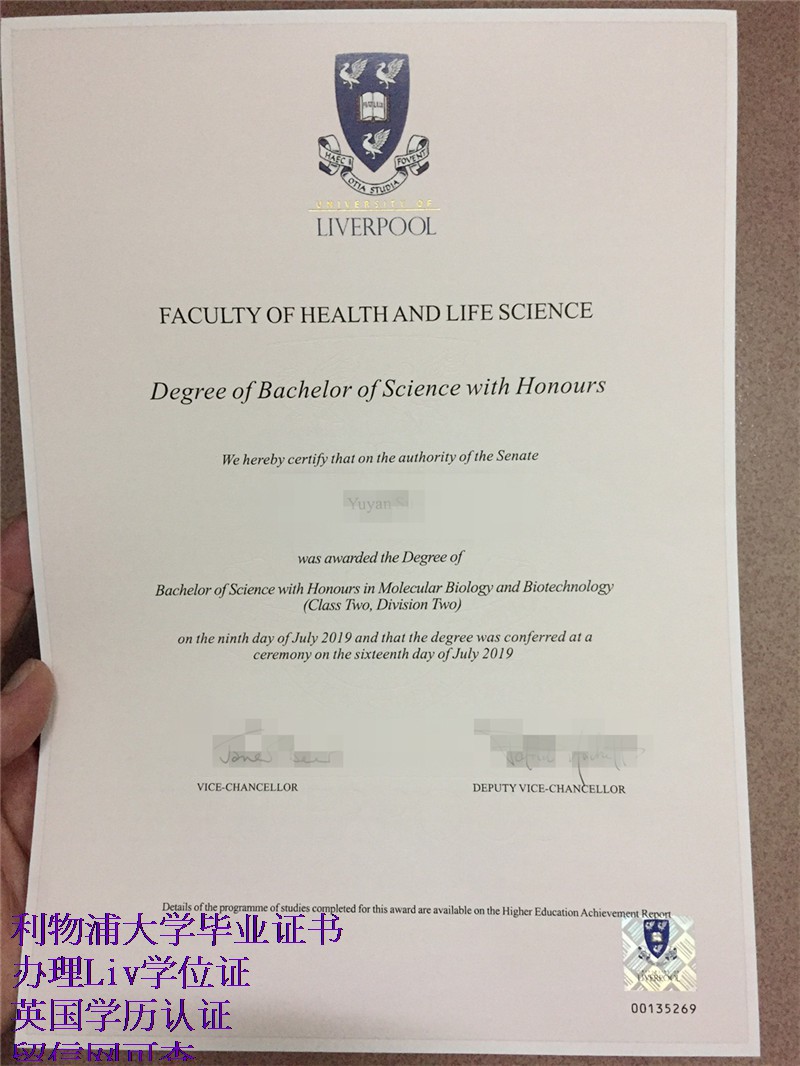 HAEC OTIA STUDIA FOVENT
UNIVERSITY OF
LIVERPOOL
FACULTY OF HEALTH AND LIFE SCIENCE
Degree of Bachelor of Science with Honours
We hereby certify that on the authority of the Senate
Yuyan
was awarded the Degree of
Bachelor of Science with Honours in Molecular Biology and Biotechnology
(Class Two, Division Two)
on the ninth day of July 2019 and that the degree was conferred at a
ceremony on the sixteenth day of July 2019
VICE-CHANCELLOR
DEPUTY VICE-CHANCELLOR
Details of the programme of studies completed for this award are available on the Higher Education Achievement Report
LIVERPOOL
00135269
利物浦大学毕业证书
办理Liv学位证
英国学历认证
留信网可查